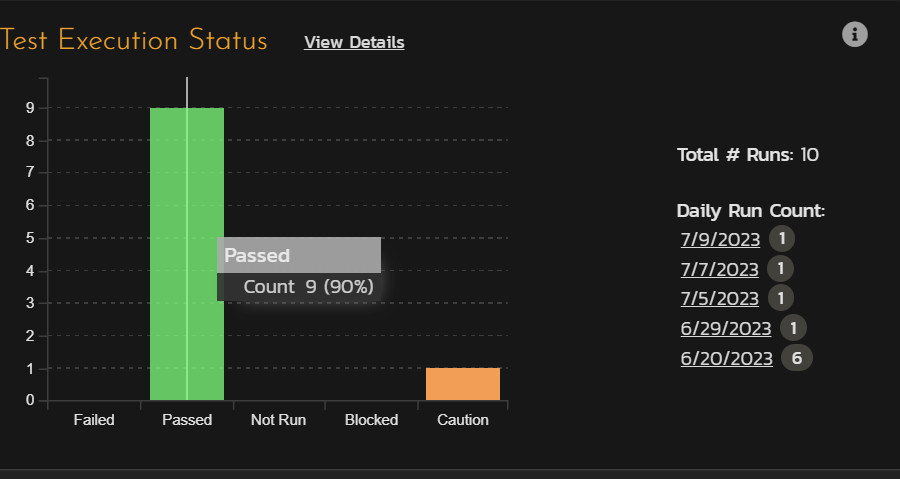 Test Execution Status View Details
9
8
7
6
5
4
3
2
1
0
Failed Passed Not Run Blocked Caution
Passed
Count 9 (90%)
i
Total # Runs: 10
Daily Run Count:
7/9/2023 1
7/7/2023 1
7/5/2023 1
6/29/2023 1
6/20/2023 6